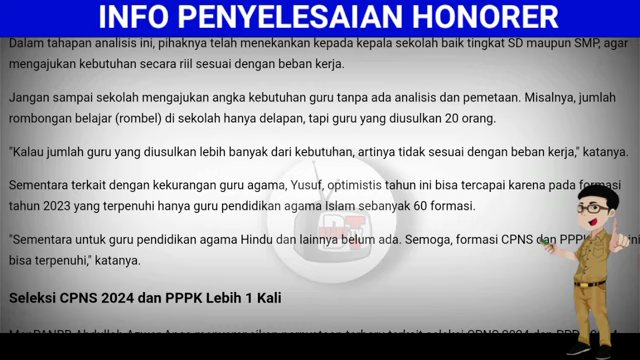 INFO PENYELESAIAN HONORER
Dalam tahapan analisis ini, pihaknya telah menekankan kepada kepala sekolah baik tingkat SD maupun SMP, agar
mengajukan kebutuhan secara riil sesuai dengan beban kerja.
Jangan sampai sekolah mengajukan angka kebutuhan guru tanpa ada analisis dan pemetaan. Misalnya, jumlah
rombongan belajar (rombel) di sekolah hanya delapan, tapi guru yang diusulkan 20 orang.
"Kalau jumlah guru yang diusulkan lebih banyak dari kebutuhan, artinya tidak sesuai dengan beban kerja," katanya.
Sementara terkait dengan kekurangan guru agama, Yusuf, optimistis tahun ini bisa tercapai karena pada formasi
tahun 2023 yang terpenuhi hanya guru pendidikan agama Islam sebanyak 60 formasi.
"Sementara untuk guru pendidikan agama Hindu dan lainnya belum ada. Semoga, formasi CPNS dan PPPK ini
bisa terpenuhi," katanya.
Seleksi CPNS 2024 dan PPPK Lebih 1 Kali